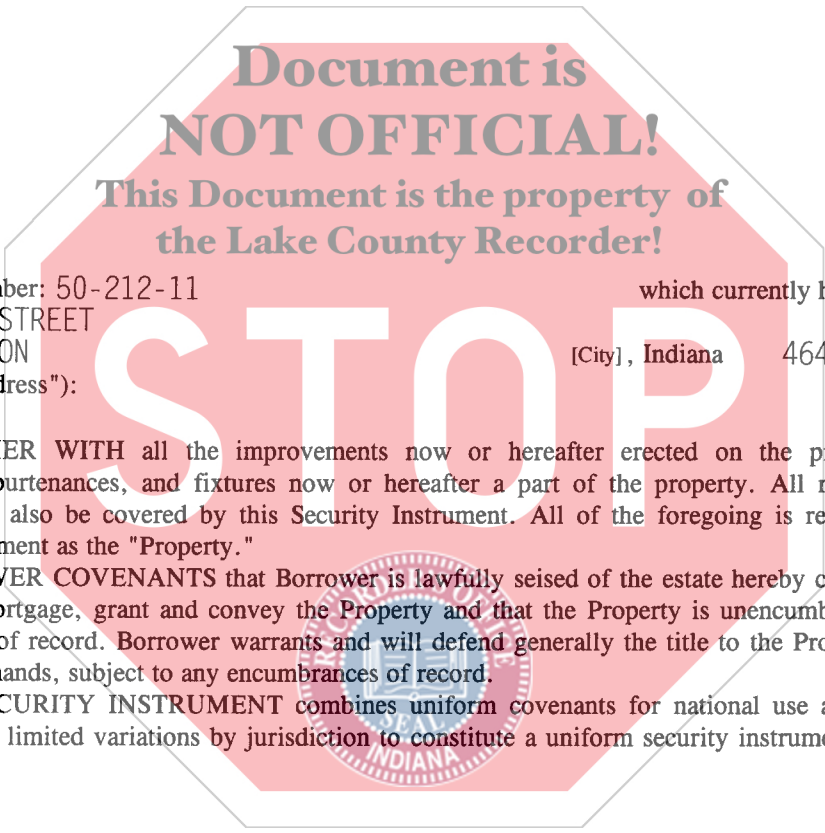 Document is
NOT OFFICIAL!
This Document is the property of
the Lake County Recorder!
ber: 50-212-11 which currently h
STREET
ON [City], Indiana 464
dress"):
STOP
ER WITH all the improvements now or hereafter erected on the p
urtenances, and fixtures now or hereafter a part of the property. All r
also be covered by this Security Instrument. All of the foregoing is re
ment as the "Property."
VER COVENANTS that Borrower is lawfully seised of the estate hereby c
ortgage, grant and convey the Property and that the Property is unencumb
of record. Borrower warrants and will defend generally the title to the Pro
ands, subject to any encumbrances of record.
CURITY INSTRUMENT combines uniform covenants for national use a
limited variations by jurisdiction to constitute a uniform security instrume
RECORDER'S OFFICE
SEAL
INDIANA